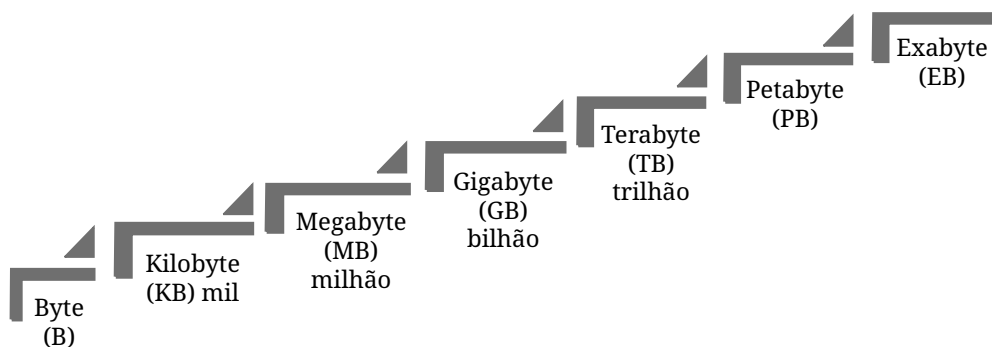 Byte
(B)
Kilobyte
(KB) mil
Megabyte
(MB)
milhão
Gigabyte
(GB)
bilhão
Terabyte
(TB)
trilhão
Petabyte
(PB)
Exabyte
(EB)